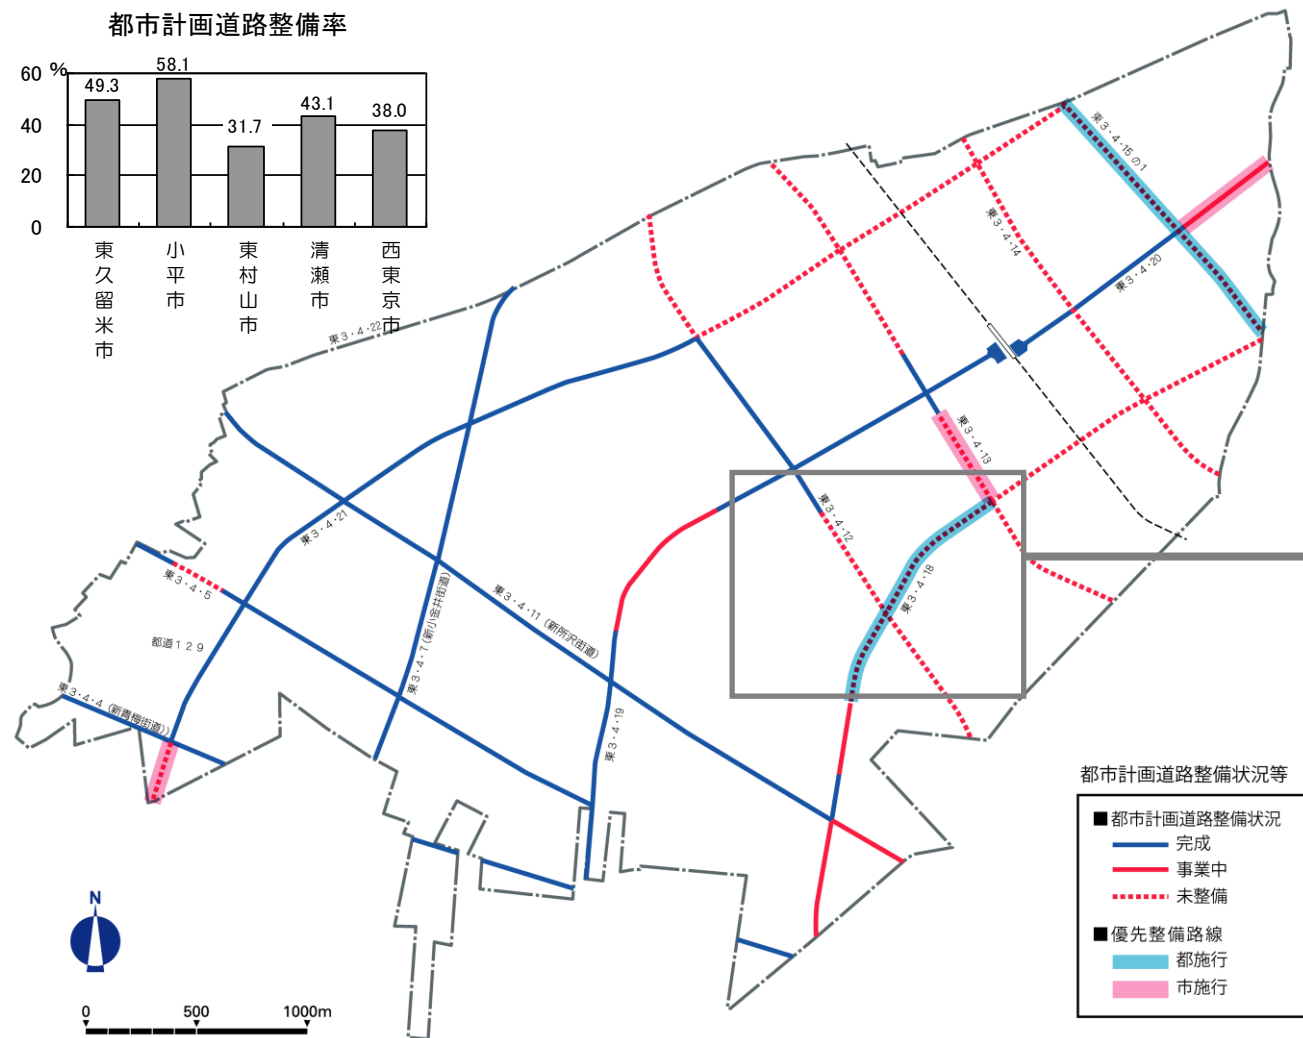 都市計画道路整備率
%
60
40
20
0
49.3
58.1
31.7
43.1
38.0
東久留米市
小平市
東村山市
清瀬市
西東京市
東3・4・15の1
東3・4・14
東3・4・20
東3・4・22
東3・4・13
東3・4・12
東3・4・18
東3・4・21
東3・4・5
東3・4・11(新所沢街道)
東3・4・7(新小金井街道)
都道129
東3・4・4(新青梅街道))
東3・4・19
N
0 500 1000m
都市計画道路整備状況等
■都市計画道路整備状況
完成
事業中
未整備
■優先整備路線
都施行
市施行